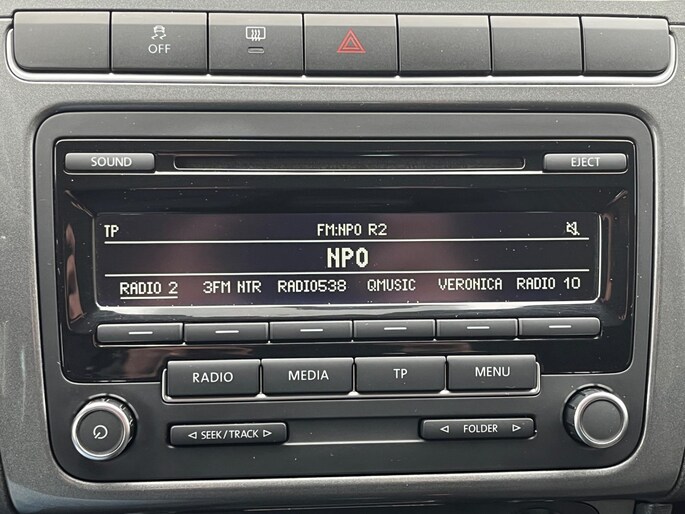 OFF
SOUND EJECT
TP FM:NPO R2
NPO
RADIO 2 3FM NTR RADIO538 QMUSIC VERONICA RADIO 10
RADIO MEDIA TP MENU
SEEK/TRACK FOLDER